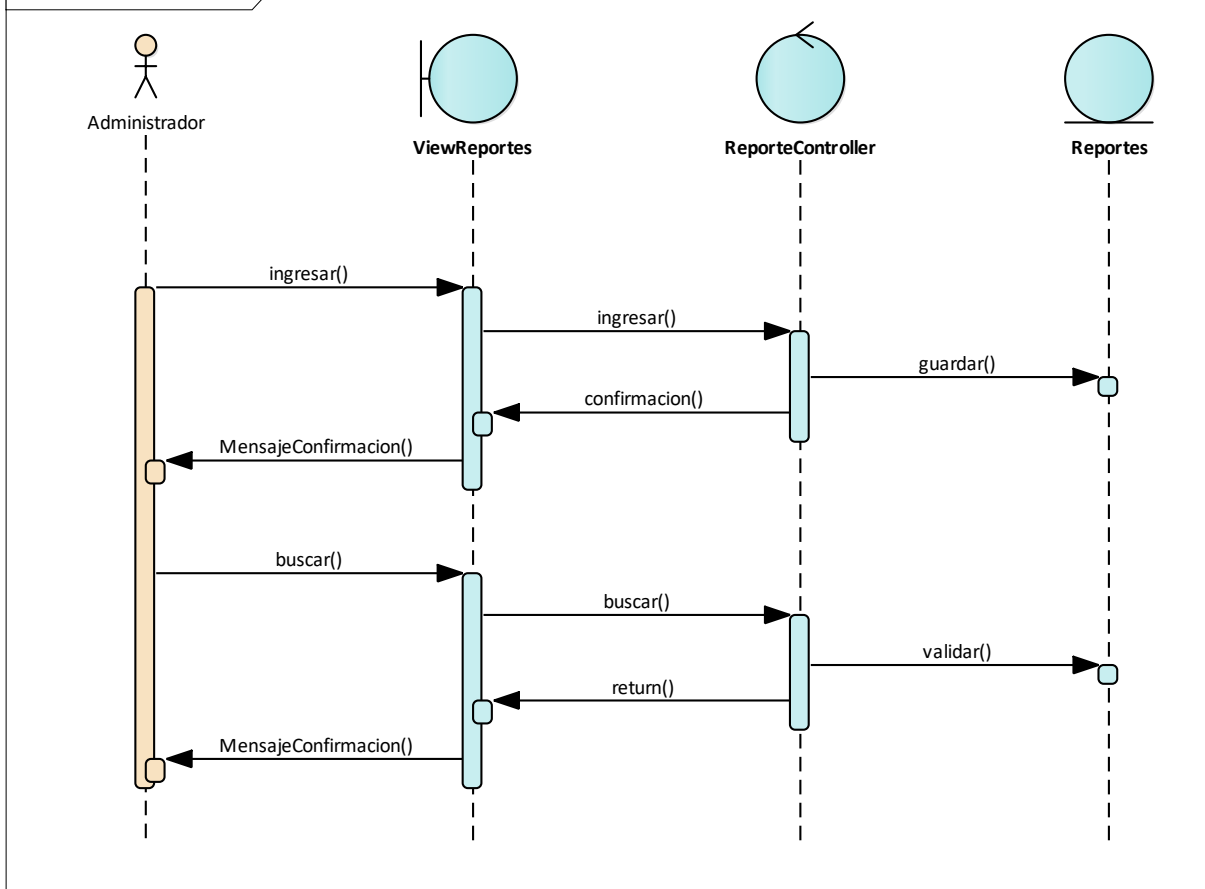 Administrador
ViewReportes
ReporteController
Reportes
ingresar()
ingresar()
guardar()
confirmacion()
MensajeConfirmacion()
buscar()
buscar()
validar()
return()
MensajeConfirmacion()